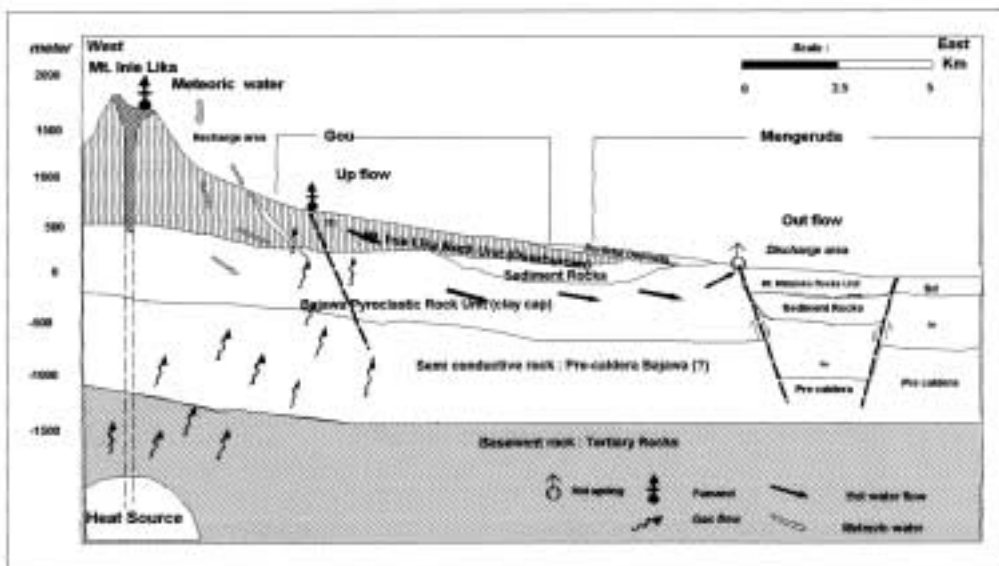 meter
West
Scale :
East
Km
2000
Mt. Inie Lika
0
2.5
5
Meteoric water
1500
Recharge area
Gou
Mengeruda
1000
Up flow
500
Out flow
Discharge area
Sediment Rocks
0
Bajawa Pyroclastic Rock Unit (clay cap)
Sediment Rocks
-500
Semi conductive rock : Pre-caldera Bajawa (?)
Pre-caldera
Pre-caldera
-1000
-1500
Basement rock : Tertiary Rocks
Hot spring
Hot water flow
Gas flow
Meteoric water
Heat Source